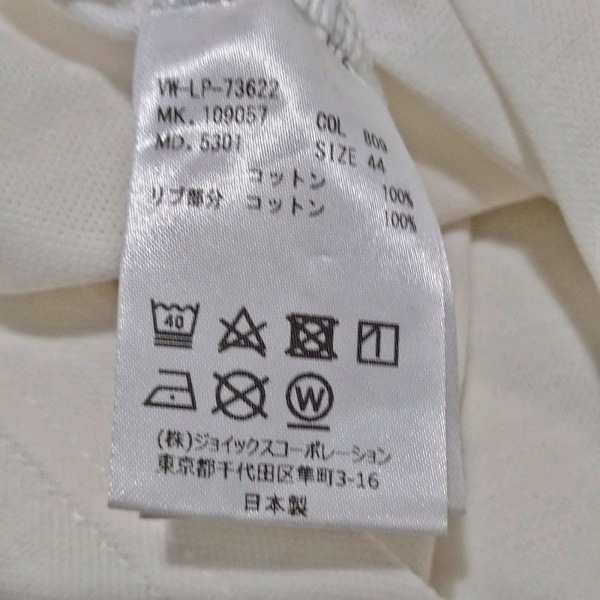 VW-LP-73622
MK. 109057 COL 809
MD. 5301 SIZE 44
コットン 100%
リブ部分 コットン 100%
40
W
(株)ジョイックスコーポレーション
東京都千代田区隼町3-16
日本製